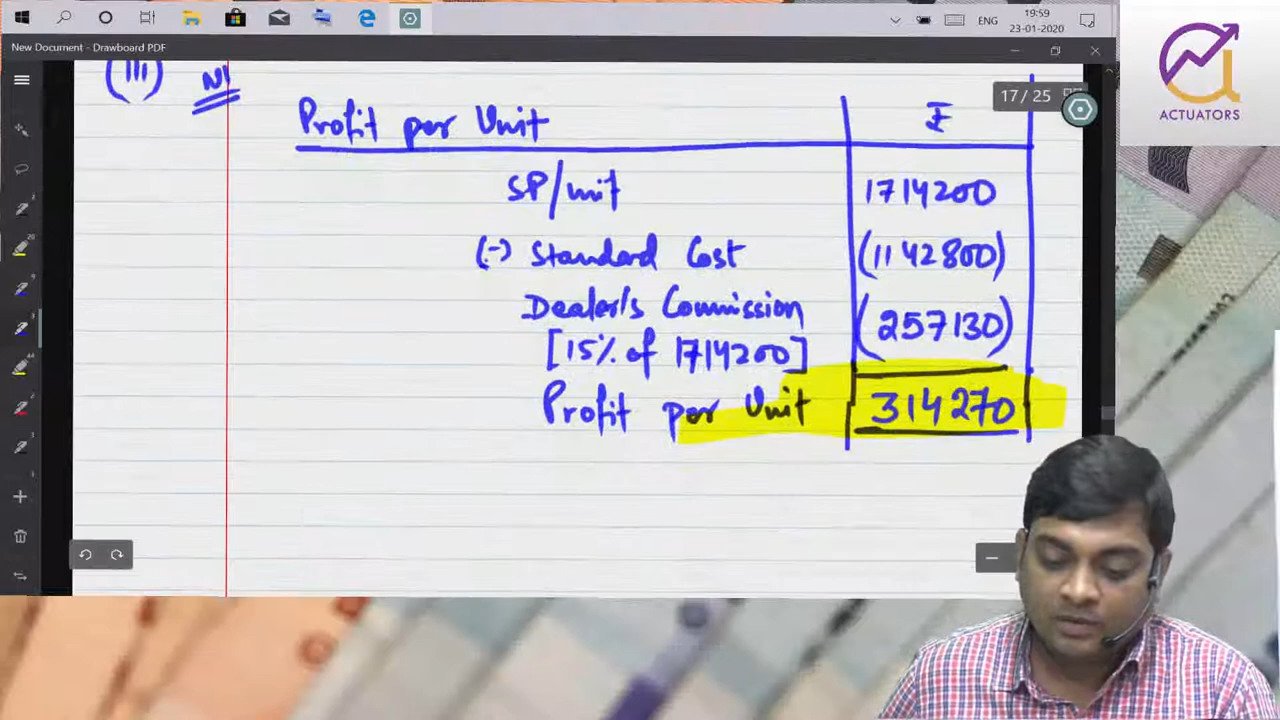 19:59
ENG
23-01-2020
New Document - Drawboard PDF
ACTUATORS
(III) N1
17 / 25
Profit per Unit ₹
SP/unit 1714200
(-) Standard Cost (1142800)
Dealer's Commission (257130)
[15% of 1714200]
Profit per Unit 314270